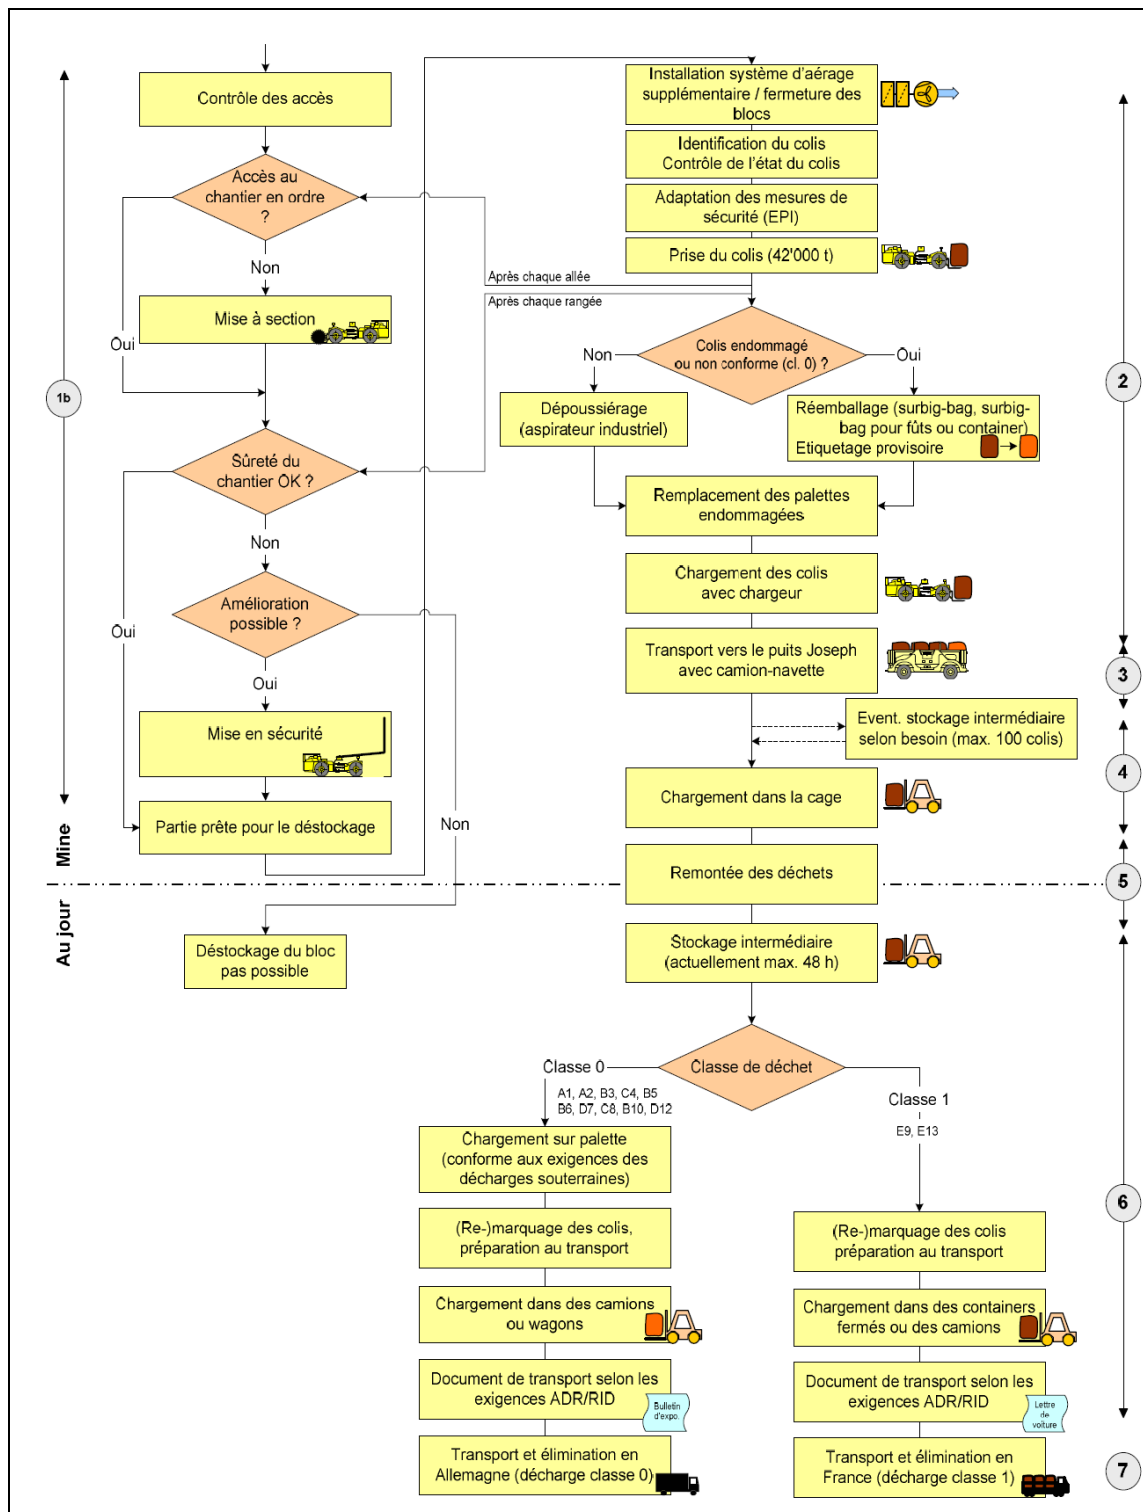 Contrôle des accès
Accès au
chantier en ordre
?
Non
Mise à section
Oui
1b
Sûreté du
chantier OK ?
Non
Amélioration
possible ?
Oui
Oui
Mise en sécurité
Non
Partie prête pour le déstockage
Mine
Au jour
Déstockage du bloc
pas possible
Installation système d'aérage
supplémentaire / fermeture des
blocs
Identification du colis
Contrôle de l'état du colis
Adaptation des mesures de
sécurité (EPI)
Prise du colis (42'000 t)
Après chaque allée
Après chaque rangée
Colis endommagé
ou non conforme (cl. 0) ?
Non
Oui
2
Dépoussiérage
(aspirateur industriel)
Réemballage (surbig-bag, surbig-
bag pour fûts ou container)
Etiquetage provisoire
Remplacement des palettes
endommagées
Chargement des colis
avec chargeur
Transport vers le puits Joseph
avec camion-navette
3
Event. stockage intermédiaire
selon besoin (max. 100 colis)
4
Chargement dans la cage
Remontée des déchets
5
Stockage intermédiaire
(actuellement max. 48 h)
Classe de déchet
Classe 0
A1, A2, B3, C4, B5
B6, D7, C8, B10, D12
Classe 1
E9, E13
Chargement sur palette
(conforme aux exigences des
décharges souterraines)
6
(Re-)marquage des colis,
préparation au transport
(Re-)marquage des colis
préparation au transport
Chargement dans des camions
ou wagons
Chargement dans des containers
fermés ou des camions
Document de transport selon les
exigences ADR/RID
Bulletin
d'expo.
Document de transport selon les
exigences ADR/RID
Lettre
de
voiture
Transport et élimination en
Allemagne (décharge classe 0)
Transport et élimination en
France (décharge classe 1)
7